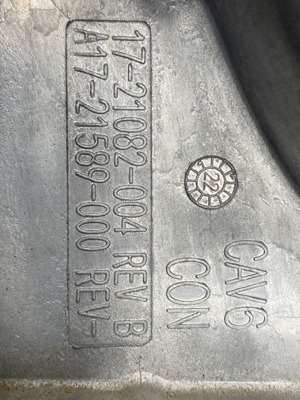 17-21082-004 REV B
A17-21589-000 REV-
22
CAV6
CON